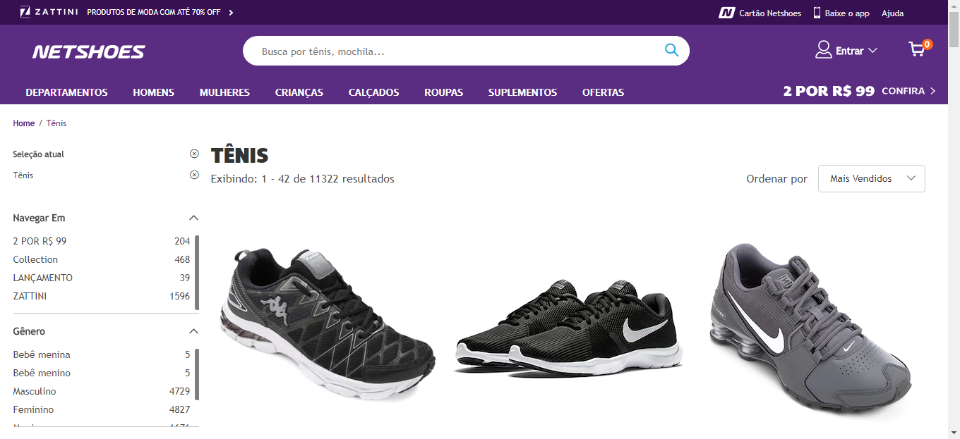 ZATTINI PRODUTOS DE MODA COM ATÉ 70% OFF
Cartão Netshoes Baixe o app Ajuda
NETSHOES
Busca por tênis, mochila...
Entrar
0
DEPARTAMENTOS HOMENS MULHERES CRIANÇAS CALÇADOS ROUPAS SUPLEMENTOS OFERTAS
2 POR R$ 99 CONFIRA
Home / Tênis
Seleção atual
Tênis
TÊNIS
Exibindo: 1 - 42 de 11322 resultados
Ordenar por Mais Vendidos
Navegar Em
2 POR R$ 99 204
Collection 468
LANÇAMENTO 39
ZATTINI 1596
Gênero
Bebê menina 5
Bebê menino 5
Masculino 4729
Feminino 4827